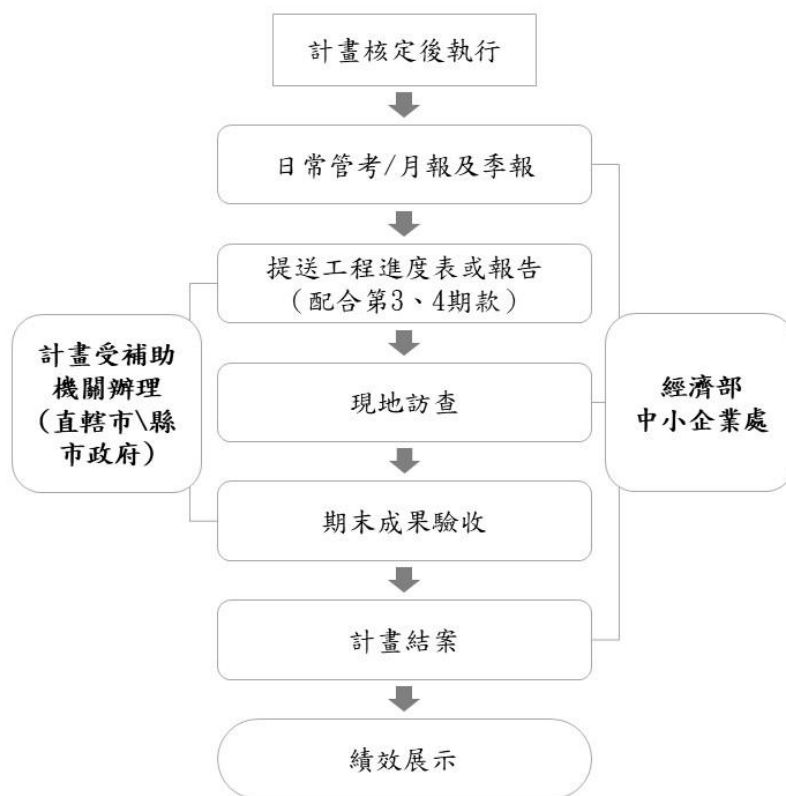 計畫核定後執行
日常管考/月報及季報
提送工程進度表或報告
(配合第3、4期款)
計畫受補助
機關辦理
(直轄市\縣
市政府)
現地訪查
經濟部
中小企業處
期末成果驗收
計畫結案
績效展示